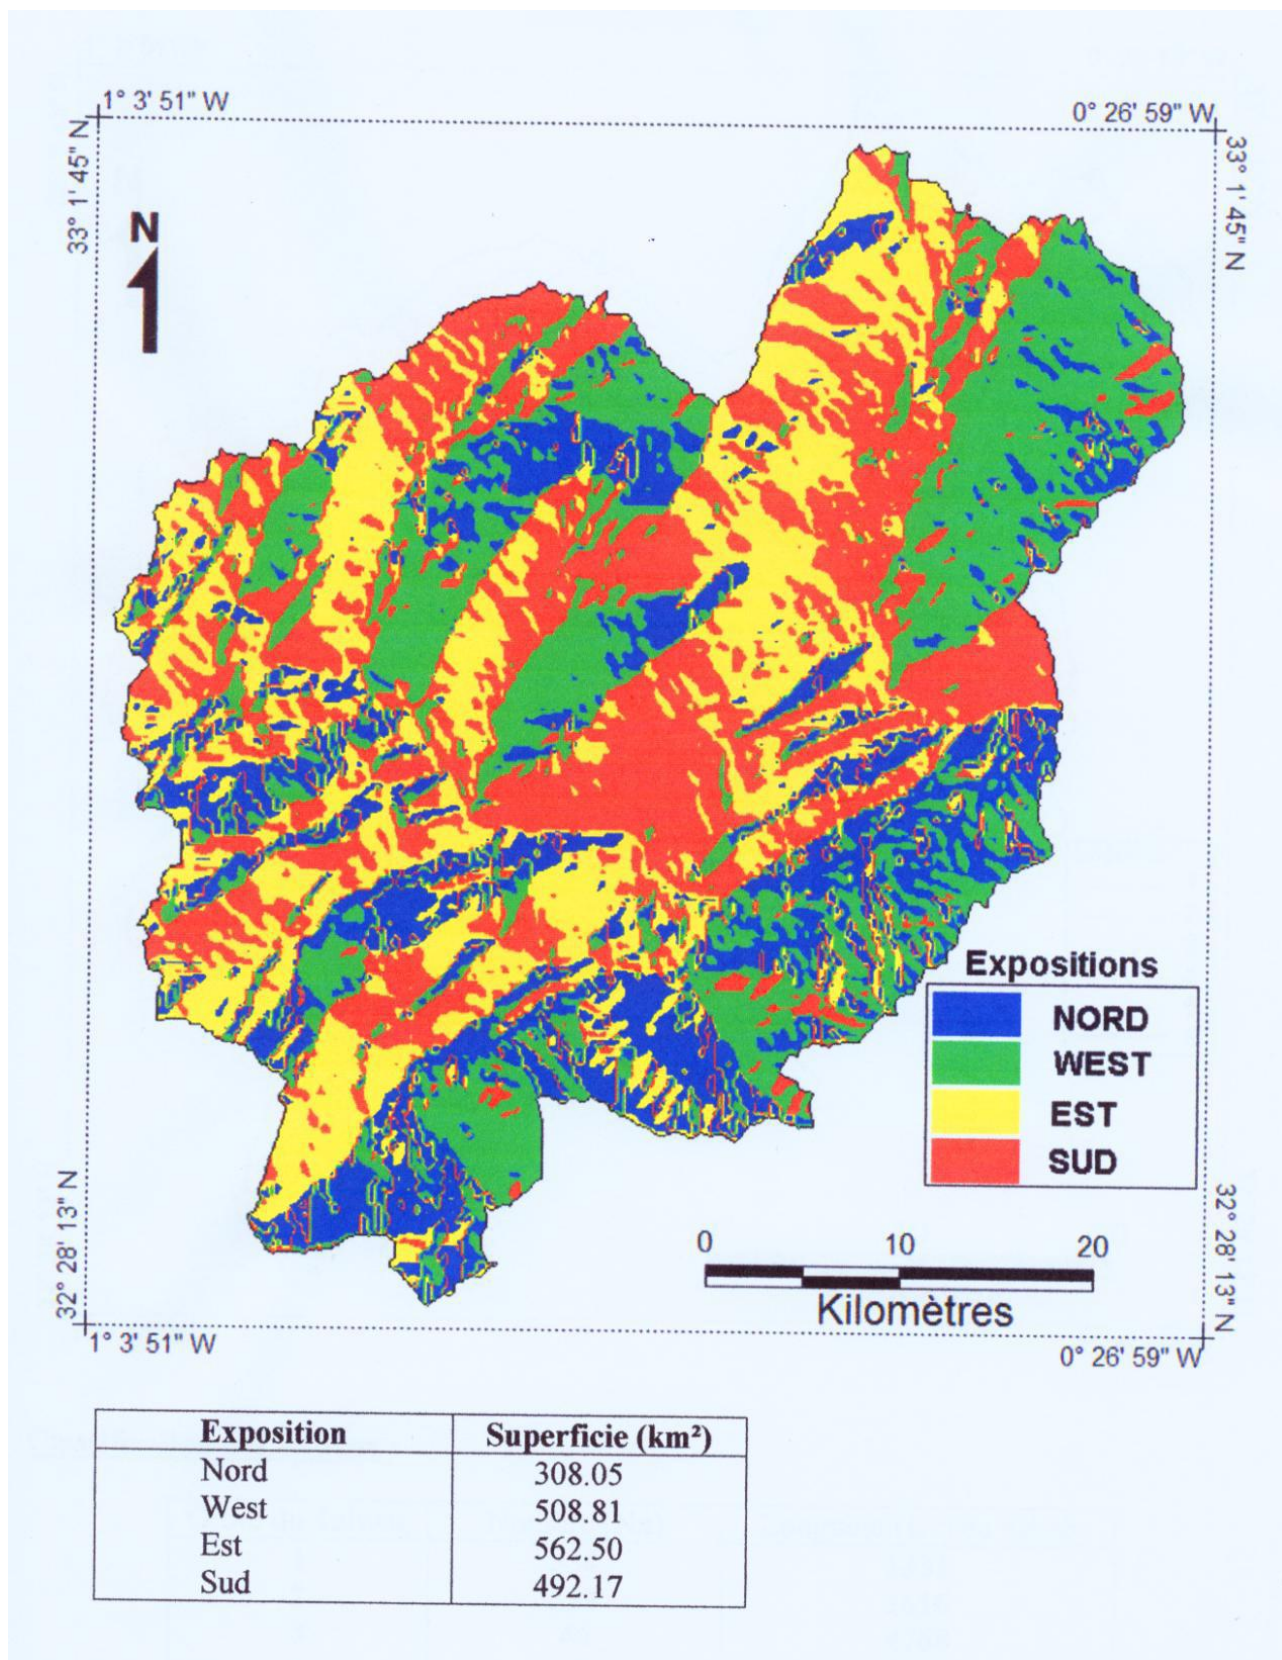 1° 3' 51" W
0° 26' 59" W
33° 1' 45" N
33° 1' 45" N
N
Expositions
NORD
WEST
EST
SUD
32° 28' 13" N
32° 28' 13" N
0 10 20
Kilomètres
1° 3' 51" W
0° 26' 59" W
Exposition Superficie (km²)
Nord 308.05
West 508.81
Est 562.50
Sud 492.17